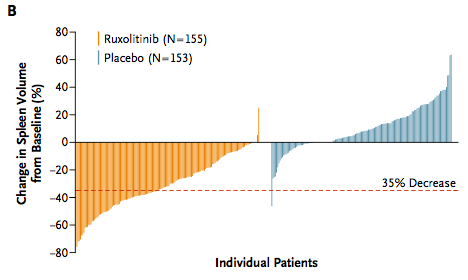 B
Change in Spleen Volume
from Baseline (%)
80
60
40
20
0
−20
−40
−60
−80
Ruxolitinib (N=155)
Placebo (N=153)
35% Decrease
Individual Patients